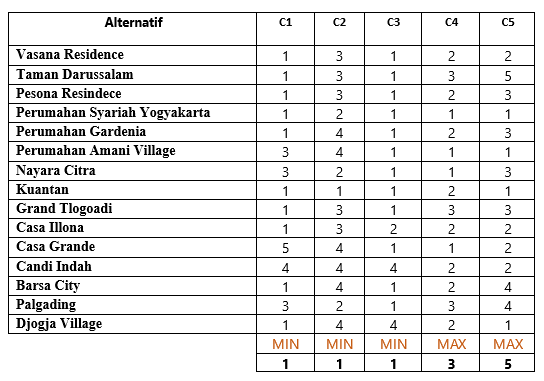 Alternatif C1 C2 C3 C4 C5
Vasana Residence 1 3 1 2 2
Taman Darussalam 1 3 1 3 5
Pesona Resindece 1 3 1 2 3
Perumahan Syariah Yogyakarta 1 2 1 1 1
Perumahan Gardenia 1 4 1 2 3
Perumahan Amani Village 3 4 1 1 1
Nayara Citra 3 2 1 1 3
Kuantan 1 1 1 2 1
Grand Tlogoadi 1 3 1 3 3
Casa Illona 1 3 2 2 2
Casa Grande 5 4 1 1 2
Candi Indah 4 4 4 2 2
Barsa City 1 4 1 2 4
Palgading 3 2 1 3 4
Djogja Village 1 4 4 2 1
MIN MIN MIN MAX MAX
1 1 1 3 5